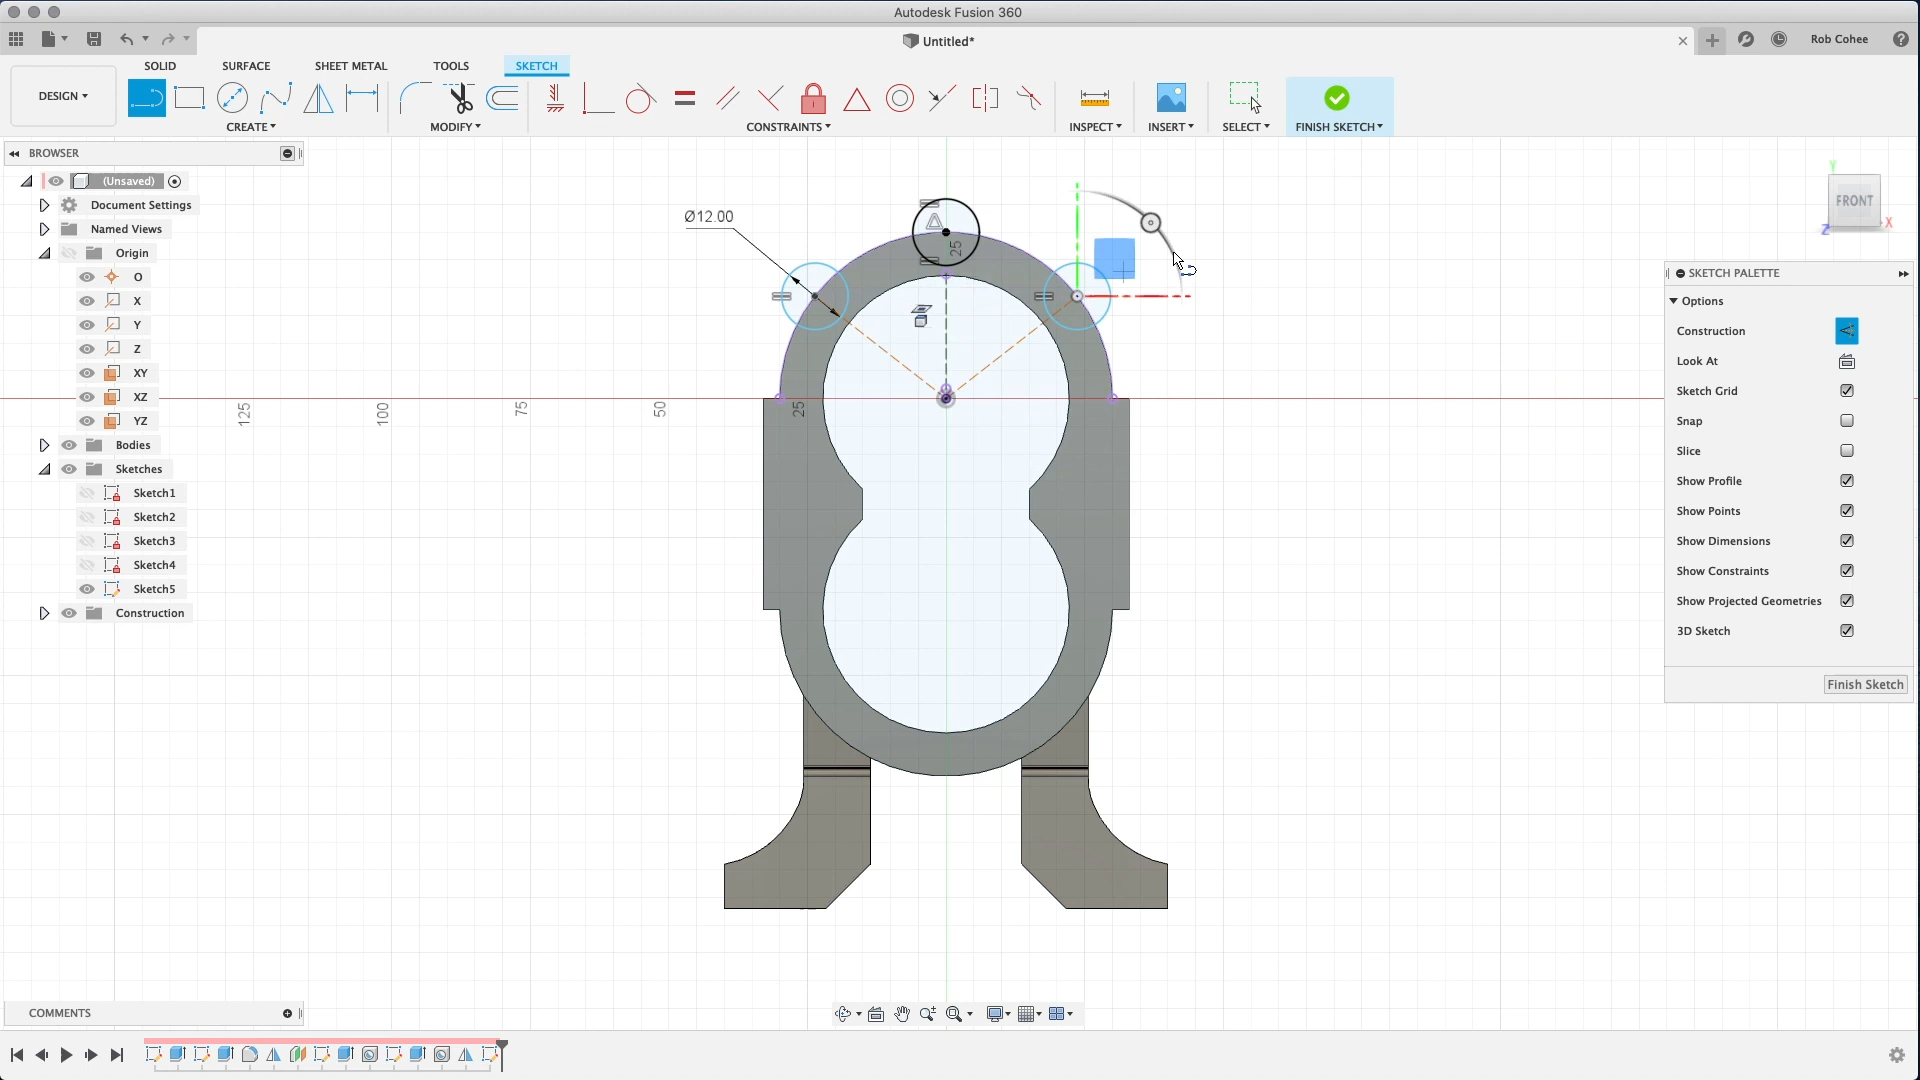 Autodesk Fusion 360
Untitled*
Rob Cohee
SOLID SURFACE SHEET METAL TOOLS SKETCH
DESIGN
CREATE MODIFY CONSTRAINTS INSPECT INSERT SELECT FINISH SKETCH
BROWSER
(Unsaved)
Document Settings
Named Views
Origin
O
X
Y
Z
XY
XZ
YZ
Bodies
Sketches
Sketch1
Sketch2
Sketch3
Sketch4
Sketch5
Construction
Ø12.00
25
125
100
75
50
25
Y
FRONT
X
Z
SKETCH PALETTE
Options
Construction
Look At
Sketch Grid
Snap
Slice
Show Profile
Show Points
Show Dimensions
Show Constraints
Show Projected Geometries
3D Sketch
Finish Sketch
COMMENTS